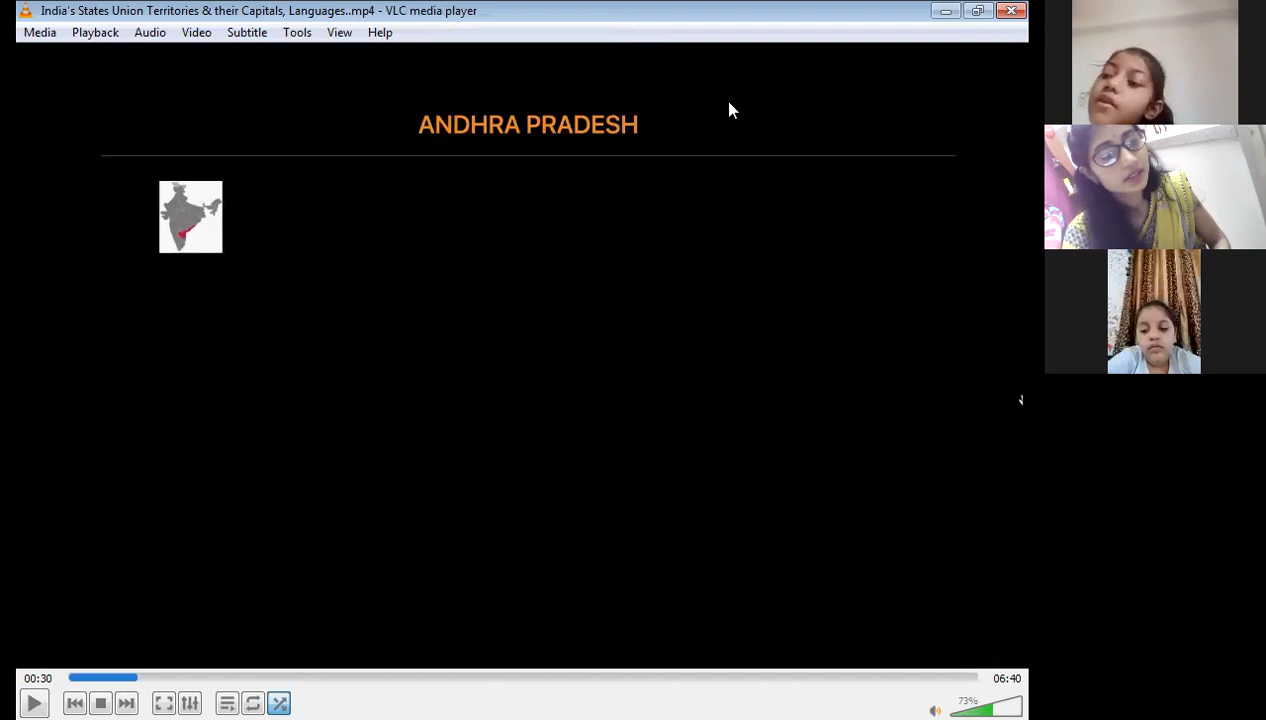 India's States Union Territories & their Capitals, Languages..mp4 - VLC media player
Media Playback Audio Video Subtitle Tools View Help
ANDHRA PRADESH
00:30
06:40
73%